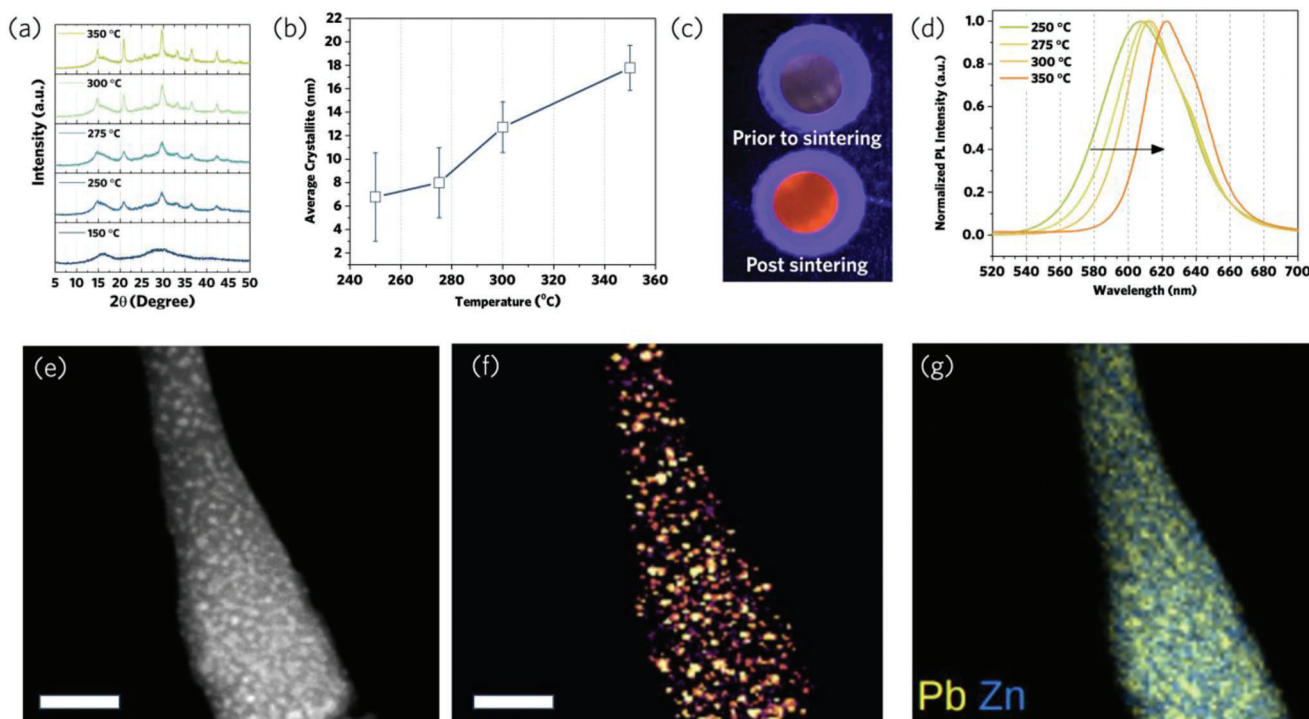 (a)
350 °C
300 °C
275 °C
250 °C
150 °C
Intensity (a.u.)
5 10 15 20 25 30 35 40 45 50
2θ (Degree)
(b)
22
20
18
16
14
12
10
8
6
4
2
Average Crystallite (nm)
240 260 280 300 320 340 360
Temperature (°C)
(c)
Prior to sintering
Post sintering
(d)
250 °C
275 °C
300 °C
350 °C
1.0
0.8
0.6
0.4
0.2
0.0
Normalized PL Intensity (a.u.)
520 540 560 580 600 620 640 660 680 700
Wavelength (nm)
(e)
(f)
(g)
Pb Zn